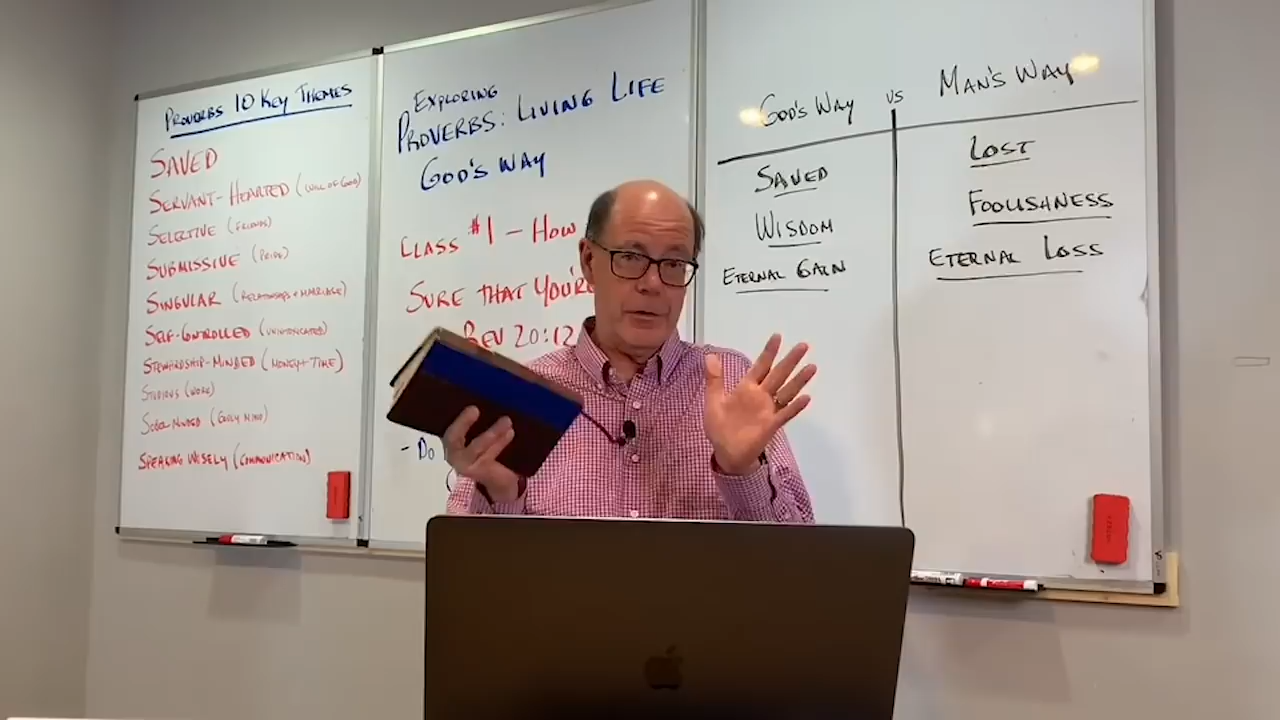 PROVERBS 10 KEY THEMES
SAVED
SERVANT-HEARTED (WILL OF GOD)
SELECTIVE (FRIENDS)
SUBMISSIVE (PRIDE)
SINGULAR (RELATIONSHIPS + MARRIAGE)
SELF-CONTROLLED (UNINTOXICATED)
STEWARDSHIP-MINDED (MONEY + TIME)
STUDIOUS (WORK)
SOBER MINDED (GODLY MIND)
SPEAKING WISELY (COMMUNICATION)
EXPLORING
PROVERBS: LIVING LIFE
GOD'S WAY
CLASS #1 - HOW
SURE THAT YOU'RE
REV 20:12
- DO
GOD'S WAY VS MAN'S WAY
SAVED LOST
WISDOM FOOLISHNESS
ETERNAL GAIN ETERNAL LOSS